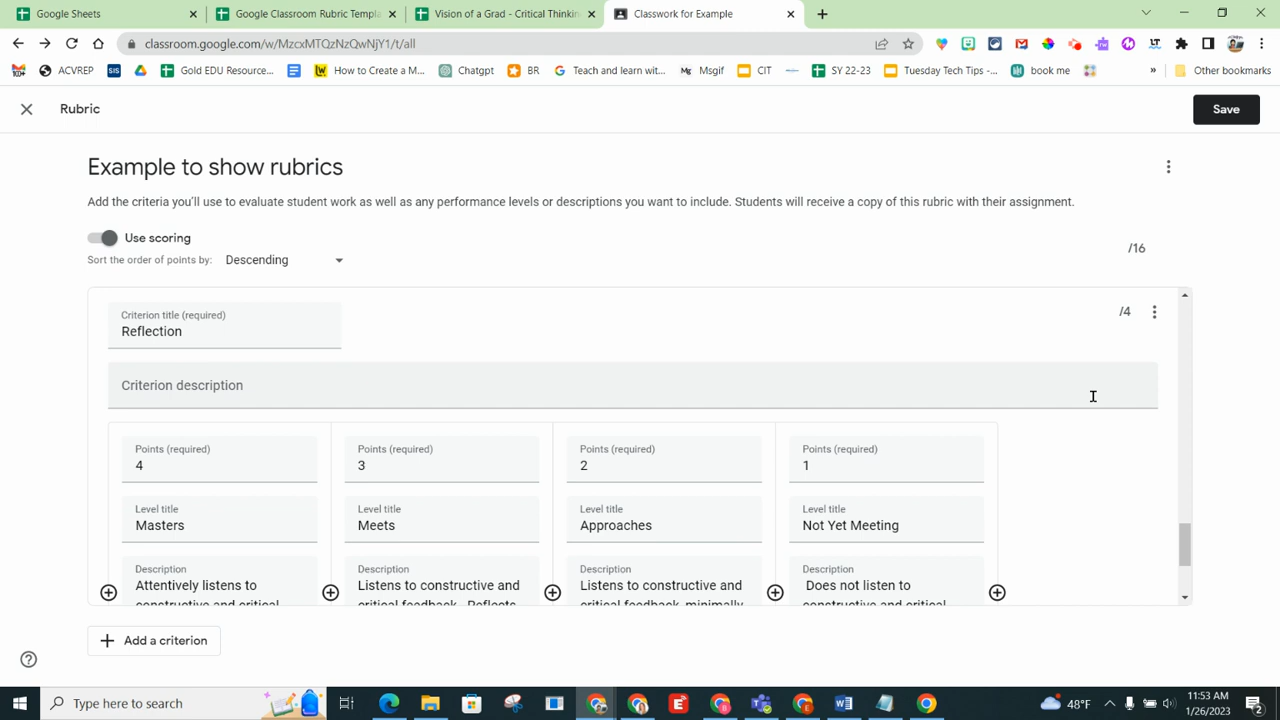 Google Sheets
Google Classroom Rubric Templa
Vision of a Grad - Critical Thinkin
Classwork for Example
classroom.google.com/w/MzcxMTQzNzQwNjY1/t/all
ACVREP
SIS
Gold EDU Resource...
How to Create a M...
Chatgpt
BR
Teach and learn wit...
Msgif
CIT
SY 22-23
Tuesday Tech Tips -...
book me
»
Other bookmarks
Rubric
Save
Example to show rubrics
Add the criteria you'll use to evaluate student work as well as any performance levels or descriptions you want to include. Students will receive a copy of this rubric with their assignment.
Use scoring
/16
Sort the order of points by: Descending
Criterion title (required)
/4
Reflection
Criterion description
Points (required) Points (required) Points (required) Points (required)
4 3 2 1
Level title Level title Level title Level title
Masters Meets Approaches Not Yet Meeting
Description Description Description Description
Attentively listens to Listens to constructive and Listens to constructive and Does not listen to
constructive and critical critical feedback. Reflects critical feedback, minimally constructive and critical
Add a criterion
Type here to search
48°F
11:53 AM
1/26/2023
2